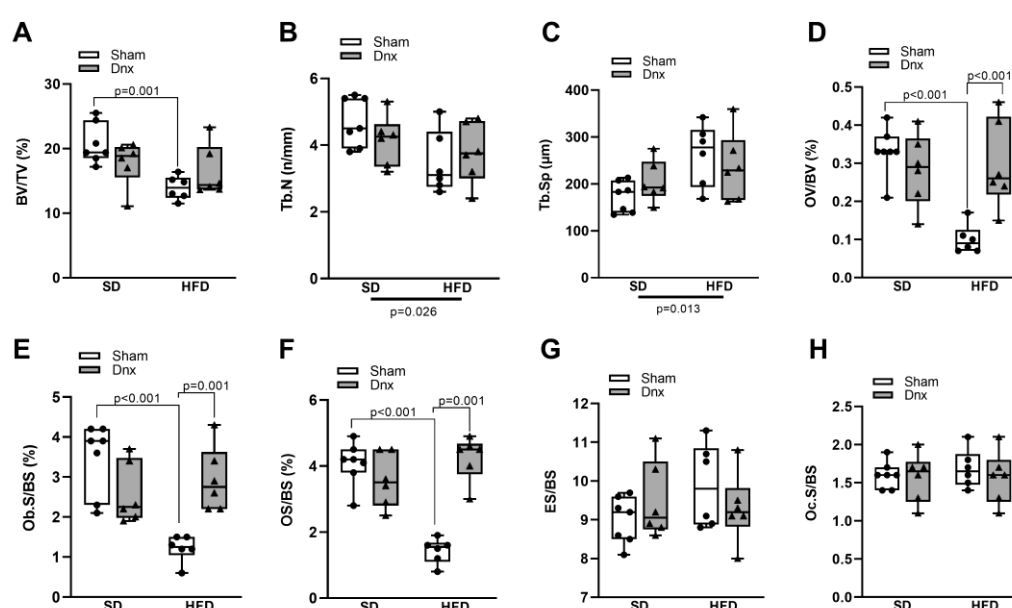 A
Sham
Dnx
p=0.001
BV/TV (%)
30
20
10
0
SD
HFD
B
Sham
Dnx
Tb.N (n/mm)
6
4
2
0
SD
HFD
p=0.026
C
Sham
Dnx
Tb.Sp (µm)
400
300
200
100
0
SD
HFD
p=0.013
D
Sham
Dnx
p<0.001
p<0.001
OV/BV (%)
0.5
0.4
0.3
0.2
0.1
0.0
SD
HFD
E
Sham
Dnx
p=0.001
p<0.001
Ob.S/BS (%)
5
4
3
2
1
0
SD
HFD
F
Sham
Dnx
p=0.001
p<0.001
OS/BS (%)
6
4
2
0
SD
HFD
G
Sham
Dnx
ES/BS
12
11
10
9
8
7
SD
HFD
H
Sham
Dnx
Oc.S/BS
2.5
2.0
1.5
1.0
0.5
0.0
SD
HFD